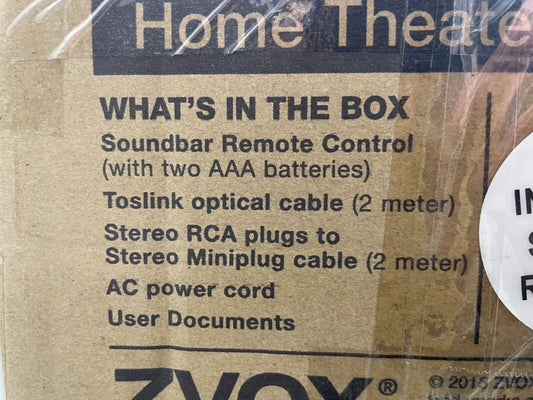 Home Theate
WHAT'S IN THE BOX
Soundbar Remote Control
(with two AAA batteries)
Toslink optical cable (2 meter)
Stereo RCA plugs to
Stereo Miniplug cable (2 meter)
AC power cord
User Documents
IN
S
R
ZVOX® © 2015 ZVOX